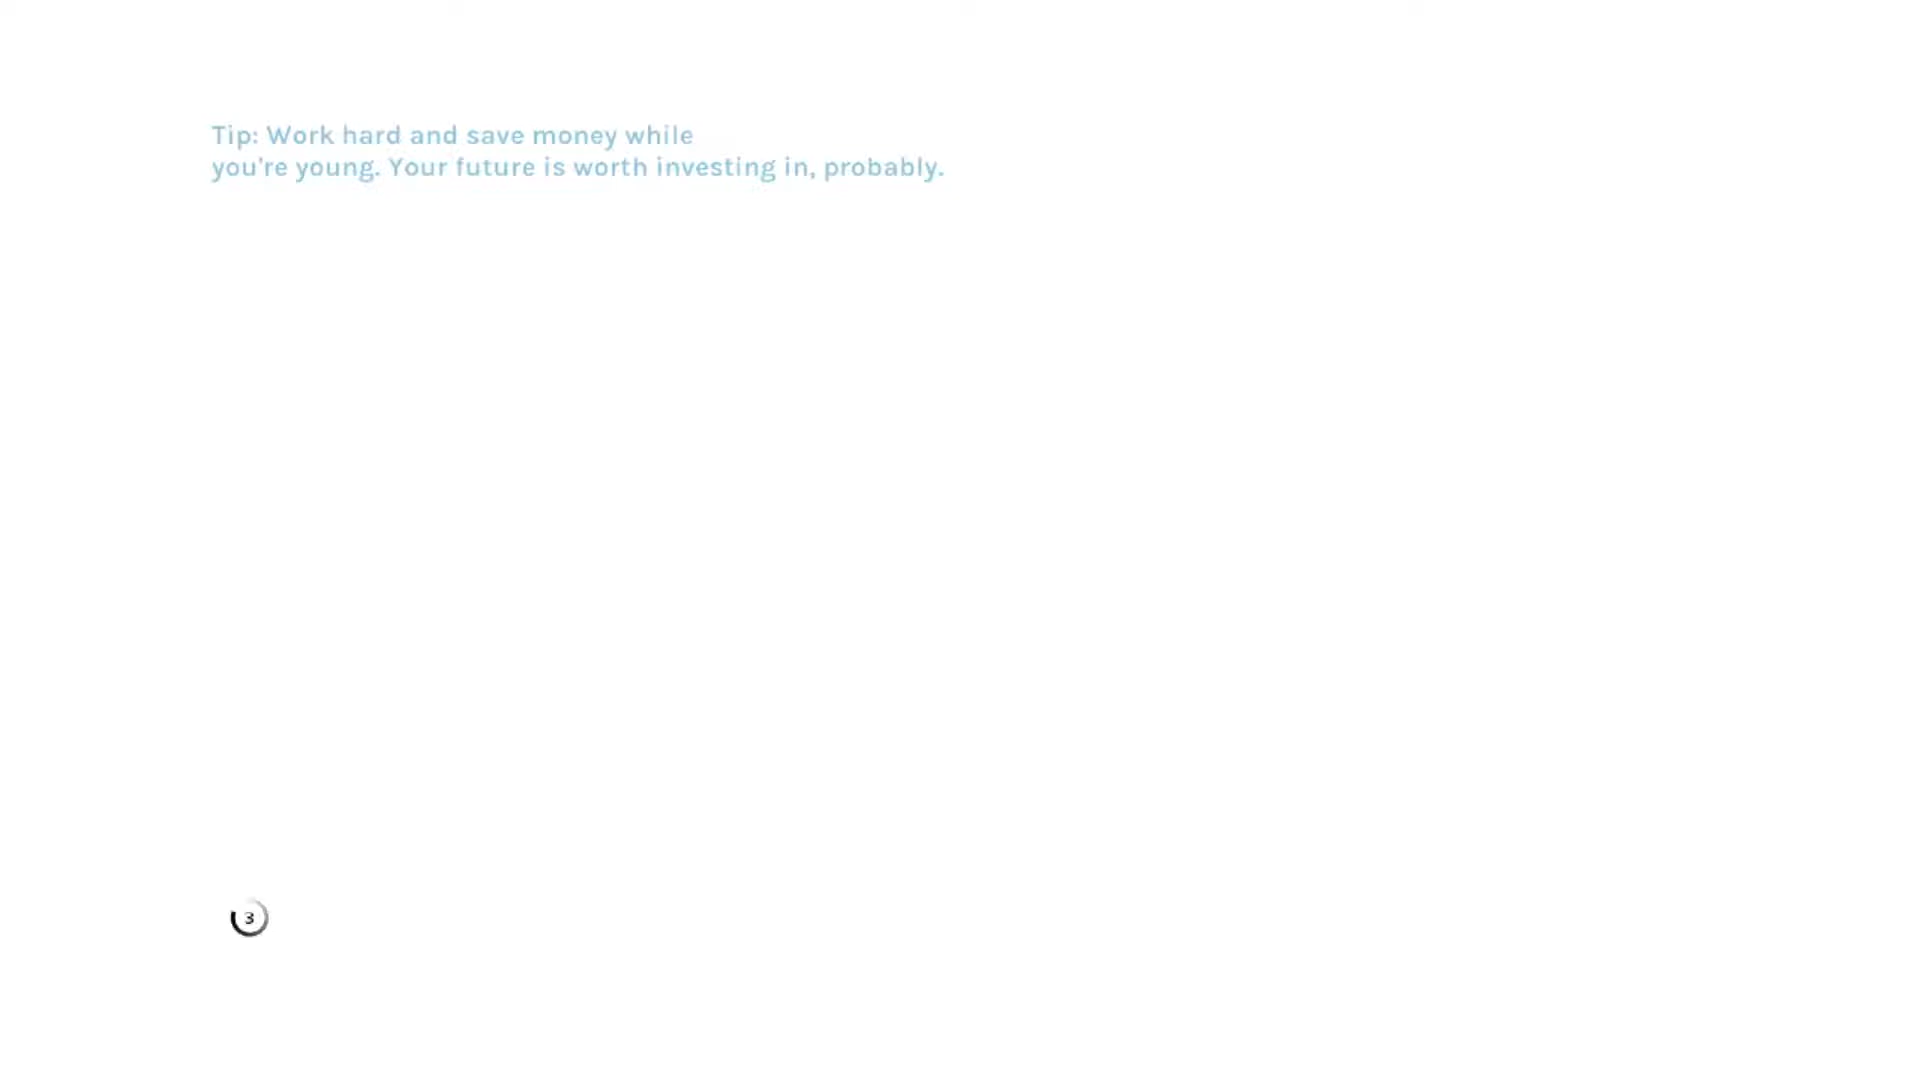 Tip: Work hard and save money while
you're young. Your future is worth investing in, probably.
3